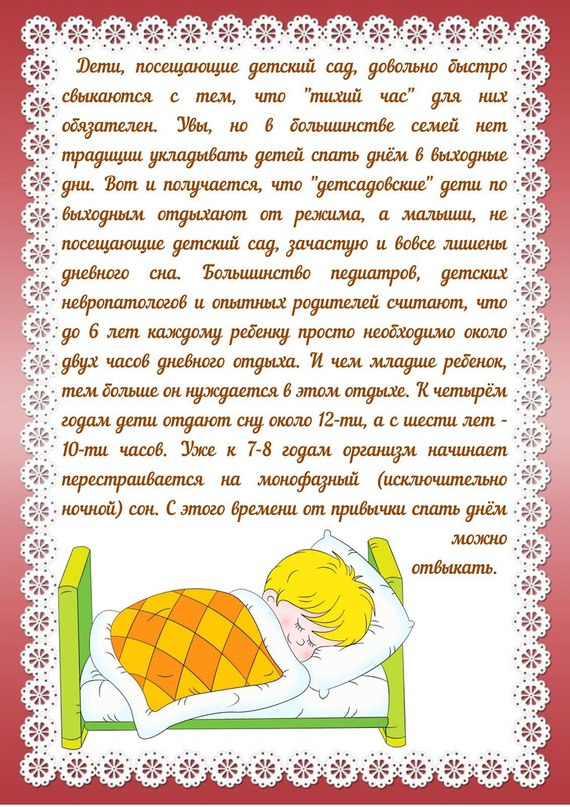 Дети, посещающие детский сад, довольно быстро
свыкаются с тем, что "тихий час" для них
обязателен. Увы, но в большинстве семей нет
традиции укладывать детей спать днём в выходные
дни. Вот и получается, что "детсадовские" дети по
выходным отдыхают от режима, а малыши, не
посещающие детский сад, зачастую и вовсе лишены
дневного сна. Большинство педиатров, детских
невропатологов и опытных родителей считают, что
до 6 лет каждому ребенку просто необходимо около
двух часов дневного отдыха. И чем младше ребенок,
тем больше он нуждается в этом отдыхе. К четырём
годам дети отдают сну около 12-ти, а с шести лет -
10-ти часов. Уже к 7-8 годам организм начинает
перестраивается на монофазный (исключительно
ночной) сон. С этого времени от привычки спать днём
можно
отвыкать.